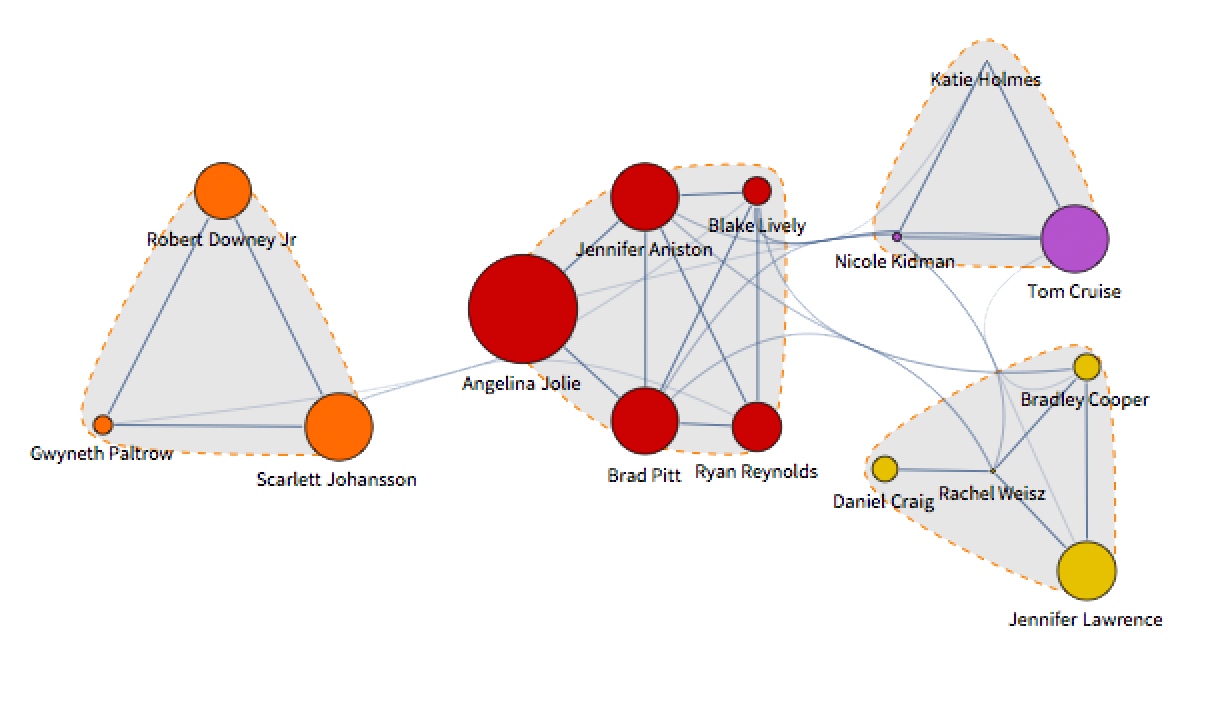 Katie Holmes
Robert Downey Jr
Blake Lively
Jennifer Aniston
Nicole Kidman
Tom Cruise
Angelina Jolie
Bradley Cooper
Gwyneth Paltrow
Scarlett Johansson
Brad Pitt
Ryan Reynolds
Daniel Craig
Rachel Weisz
Jennifer Lawrence